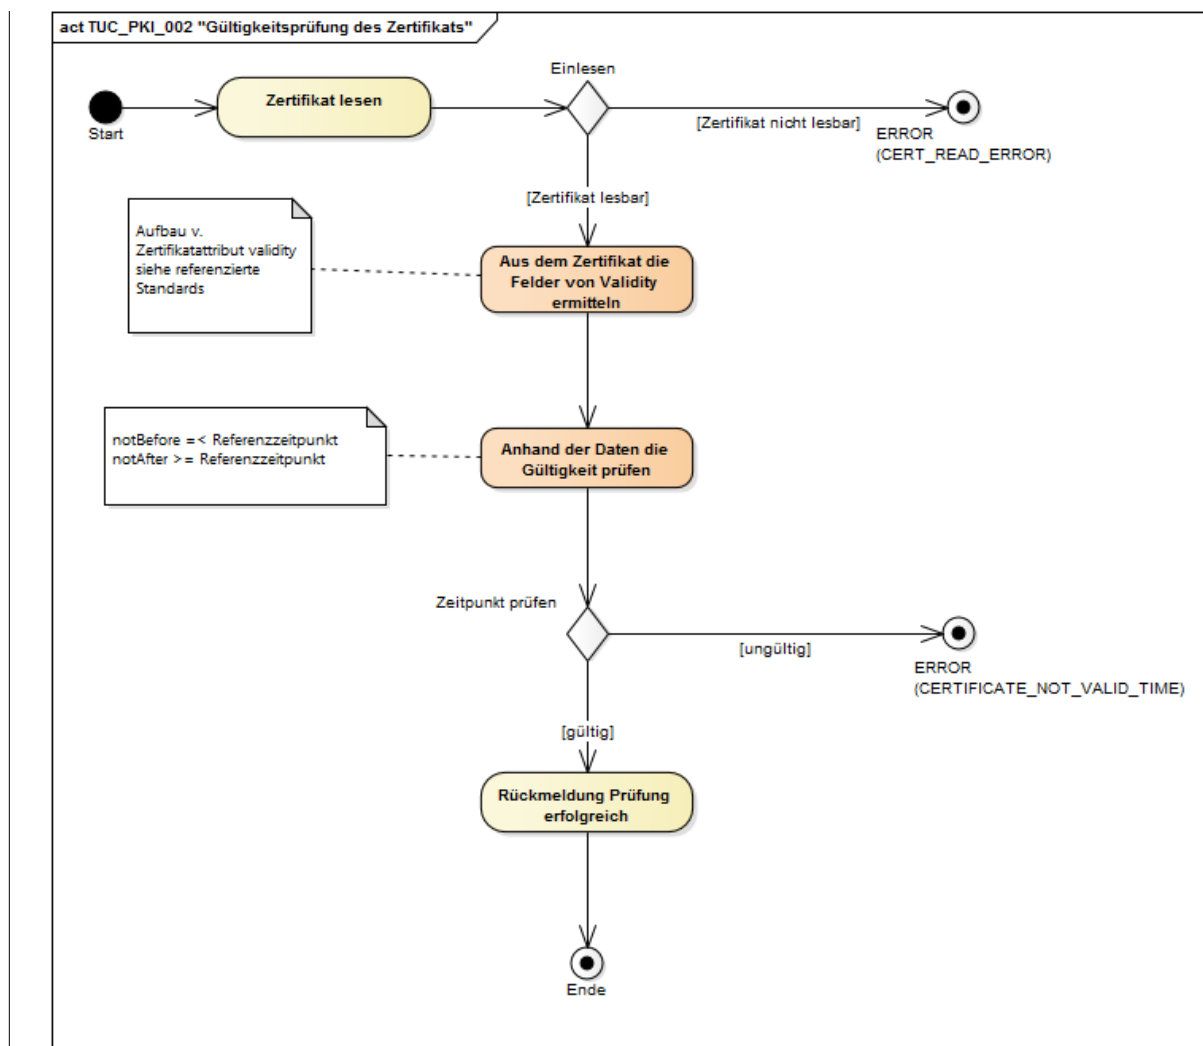 act TUC_PKI_002 "Gültigkeitsprüfung des Zertifikats"
Einlesen
Zertifikat lesen
Start
[Zertifikat nicht lesbar]
ERROR
(CERT_READ_ERROR)
[Zertifikat lesbar]
Aufbau v.
Zertifikatattribut validity
siehe referenzierte
Standards
Aus dem Zertifikat die
Felder von Validity
ermitteln
notBefore =< Referenzzeitpunkt
notAfter >= Referenzzeitpunkt
Anhand der Daten die
Gültigkeit prüfen
Zeitpunkt prüfen
[ungültig]
ERROR
(CERTIFICATE_NOT_VALID_TIME)
[gültig]
Rückmeldung Prüfung
erfolgreich
Ende